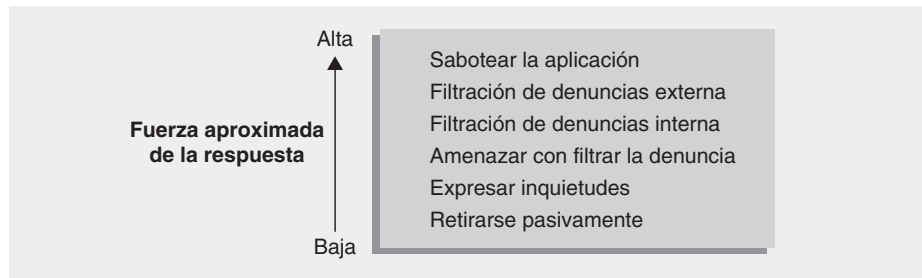 Alta
Fuerza aproximada
de la respuesta
Baja
Sabotear la aplicación
Filtración de denuncias externa
Filtración de denuncias interna
Amenazar con filtrar la denuncia
Expresar inquietudes
Retirarse pasivamente